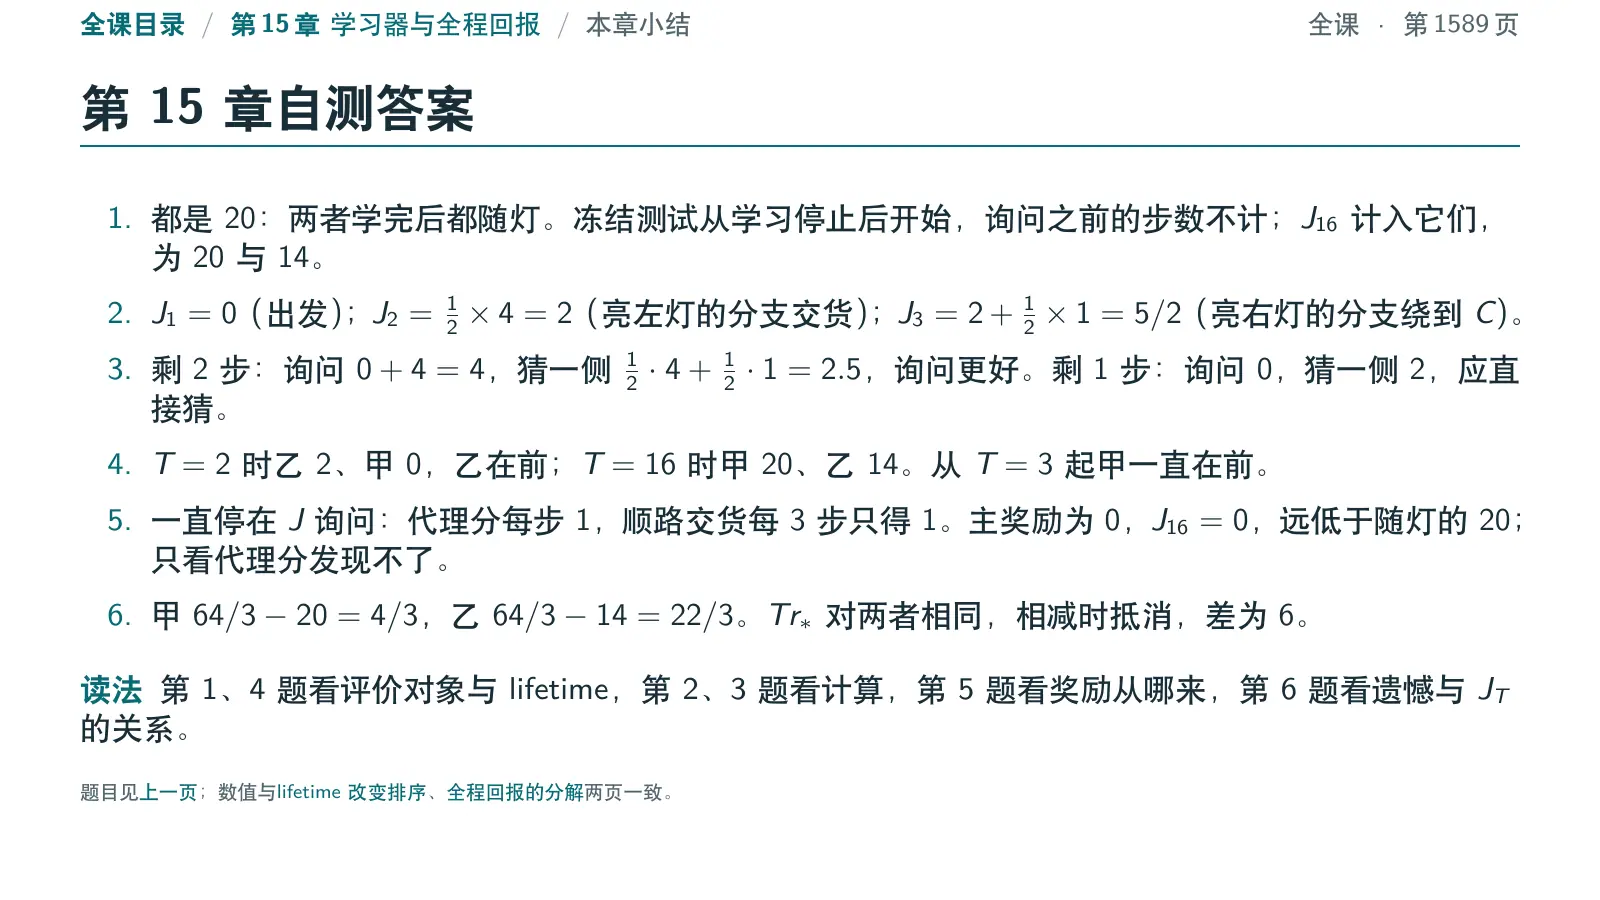 全课目录 / 第 15 章 学习器与全程回报 / 本章小结
全课 · 第 1589 页
第 15 章自测答案
1. 都是 20：两者学完后都随灯。冻结测试从学习停止后开始，询问之前的步数不计；J₁₆ 计入它们，
为 20 与 14。
2. J₁ = 0（出发）；J₂ = ½ × 4 = 2（亮左灯的分支交货）；J₃ = 2 + ½ × 1 = 5/2（亮右灯的分支绕到 C）。
3. 剩 2 步：询问 0 + 4 = 4，猜一侧 ½ · 4 + ½ · 1 = 2.5，询问更好。剩 1 步：询问 0，猜一侧 2，应直
接猜。
4. T = 2 时乙 2、甲 0，乙在前；T = 16 时甲 20、乙 14。从 T = 3 起甲一直在前。
5. 一直停在 J 询问：代理分每步 1，顺路交货每 3 步只得 1。主奖励为 0，J₁₆ = 0，远低于随灯的 20；
只看代理分发现不了。
6. 甲 64/3 − 20 = 4/3，乙 64/3 − 14 = 22/3。Tr∗ 对两者相同，相减时抵消，差为 6。
读法 第 1、4 题看评价对象与 lifetime，第 2、3 题看计算，第 5 题看奖励从哪来，第 6 题看遗憾与 J_T
的关系。
题目见上一页；数值与lifetime 改变排序、全程回报的分解两页一致。